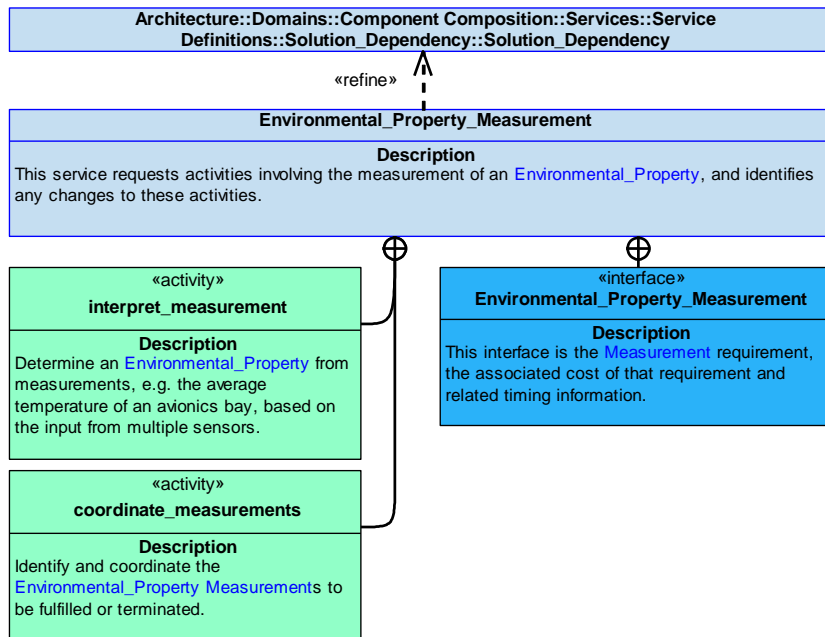 Architecture::Domains::Component Composition::Services::Service
Definitions::Solution_Dependency::Solution_Dependency
«refine»
Environmental_Property_Measurement
Description
This service requests activities involving the measurement of an Environmental_Property, and identifies
any changes to these activities.
«activity»
interpret_measurement
Description
Determine an Environmental_Property from
measurements, e.g. the average
temperature of an avionics bay, based on
the input from multiple sensors.
«interface»
Environmental_Property_Measurement
Description
This interface is the Measurement requirement,
the associated cost of that requirement and
related timing information.
«activity»
coordinate_measurements
Description
Identify and coordinate the
Environmental_Property Measurements to
be fulfilled or terminated.